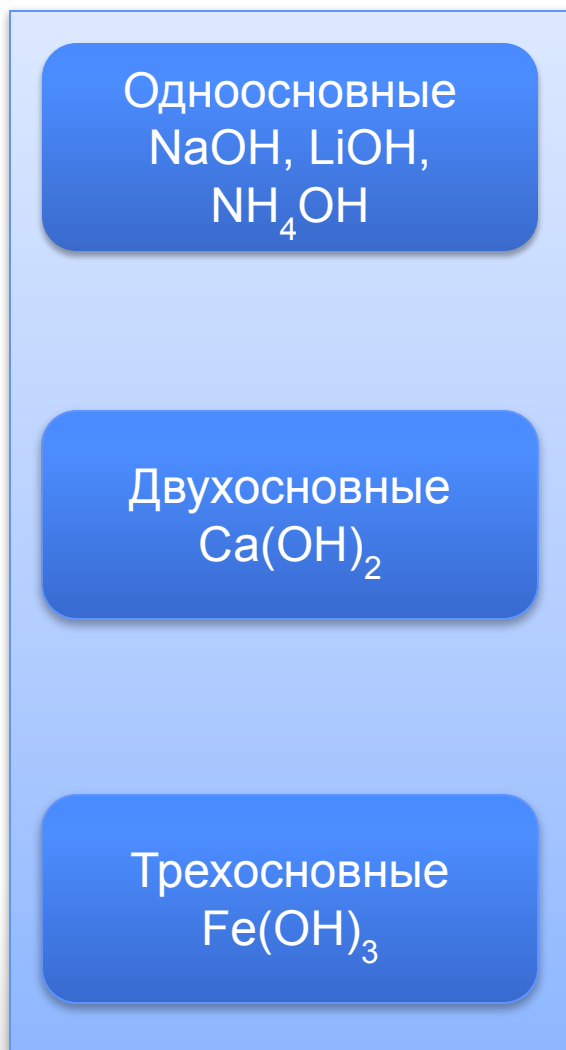 Одноосновные
NaOH, LiOH,
NH₄OH
Двухосновные
Ca(OH)₂
Трехосновные
Fe(OH)₃